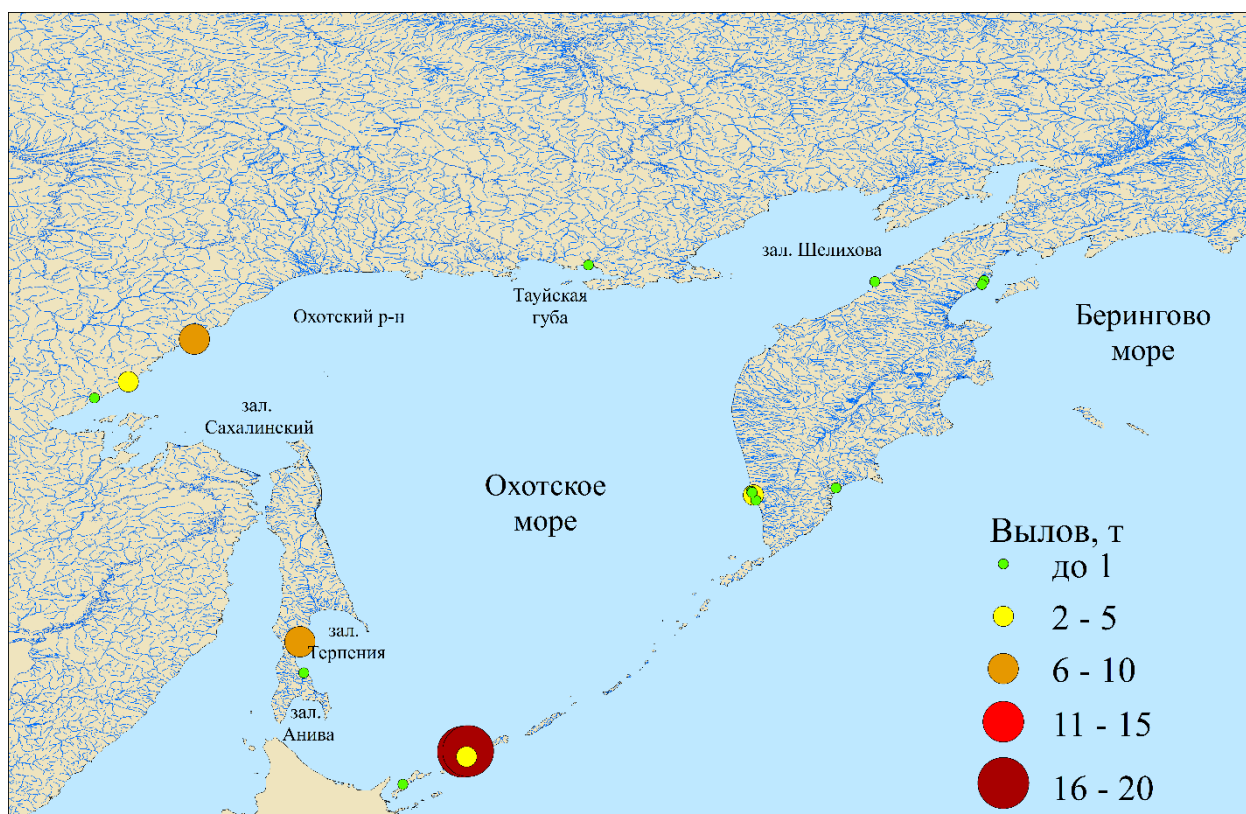 зал. Шелихова
Тауйская
губа
Охотский р-н
Берингово
море
зал.
Сахалинский
Охотское
море
зал.
Терпения
зал.
Анива
Вылов, т
до 1
2 - 5
6 - 10
11 - 15
16 - 20